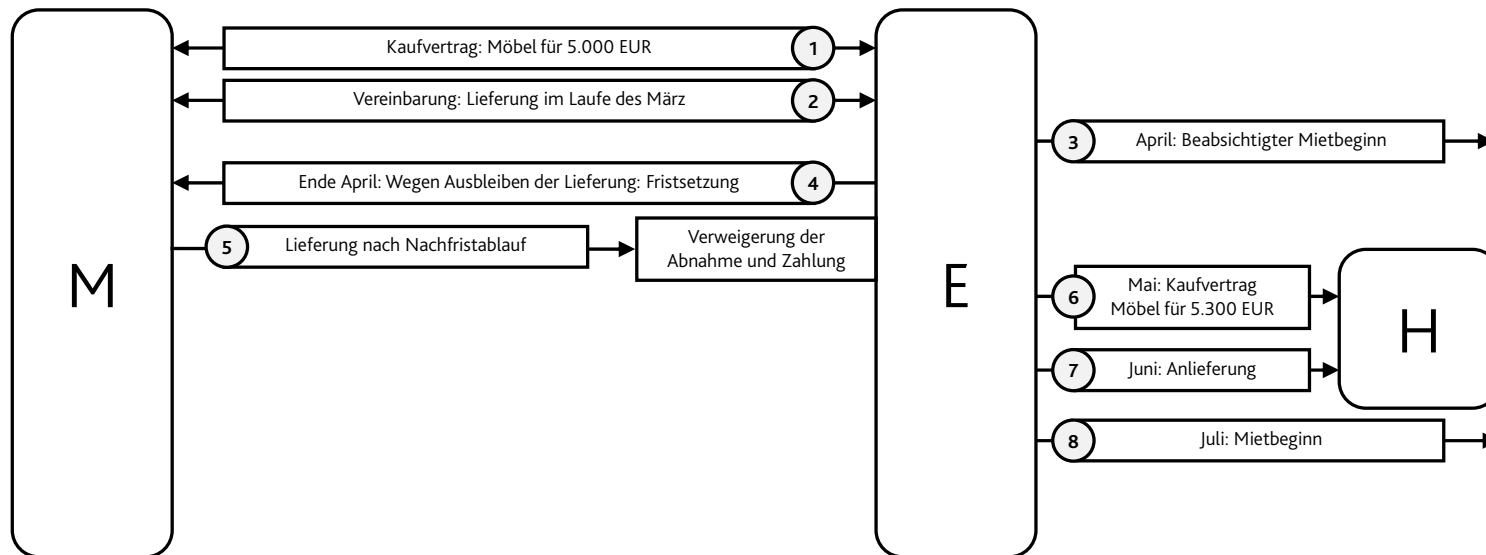 Kaufvertrag: Möbel für 5.000 EUR
1
Vereinbarung: Lieferung im Laufe des März
2
3
April: Beabsichtigter Mietbeginn
Ende April: Wegen Ausbleiben der Lieferung: Fristsetzung
4
5
Lieferung nach Nachfristablauf
Verweigerung der
Abnahme und Zahlung
M
E
6
Mai: Kaufvertrag
Möbel für 5.300 EUR
H
7
Juni: Anlieferung
8
Juli: Mietbeginn